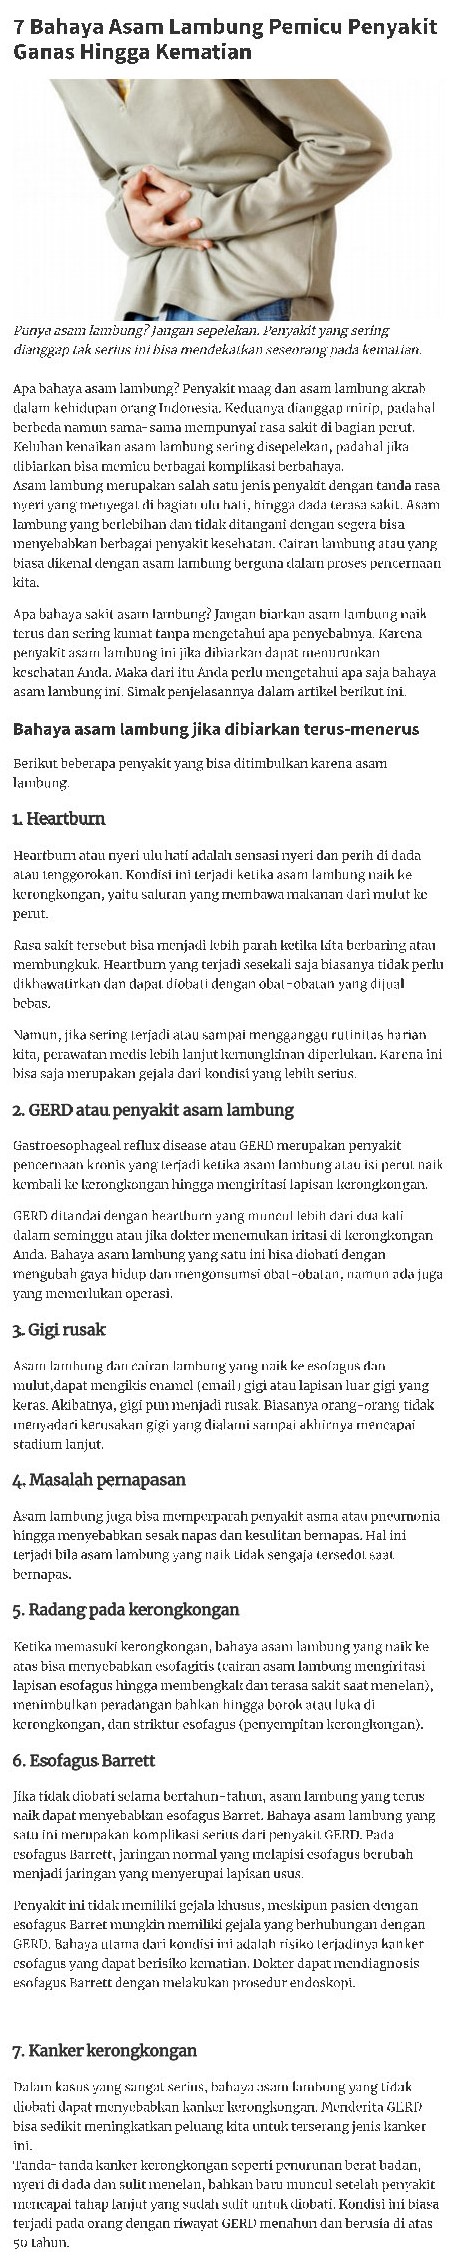 7 Bahaya Asam Lambung Pemicu Penyakit
Ganas Hingga Kematian
Punya asam lambung? Jangan sepelekan. Penyakit yang sering
dianggap tak serius ini bisa mendekatkan seseorang pada kematian.
Apa bahaya asam lambung? Penyakit maag dan asam lambung akrab
dalam kehidupan orang Indonesia. Keduanya dianggap mirip, padahal
berbeda namun sama-sama mempunyai rasa sakit di bagian perut.
Keluhan kenaikan asam lambung sering disepelekan, padahal jika
dibiarkan bisa memicu berbagai komplikasi berbahaya.
Asam lambung merupakan salah satu jenis penyakit dengan tanda rasa
nyeri yang menyegat di bagian ulu hati, hingga dada terasa sakit. Asam
lambung yang berlebihan dan tidak ditangani dengan segera bisa
menyebabkan berbagai penyakit kesehatan. Cairan lambung atau yang
biasa dikenal dengan asam lambung berguna dalam proses pencernaan
kita.
Apa bahaya sakit asam lambung? Jangan biarkan asam lambung naik
terus dan sering kumat tanpa mengetahui apa penyebabnya. Karena
penyakit asam lambung ini jika dibiarkan dapat menurunkan
kesehatan Anda. Maka dari itu Anda perlu mengetahui apa saja bahaya
asam lambung ini. Simak penjelasannya dalam artikel berikut ini.
Bahaya asam lambung jika dibiarkan terus-menerus
Berikut beberapa penyakit yang bisa ditimbulkan karena asam
lambung.
1. Heartburn
Heartburn atau nyeri ulu hati adalah sensasi nyeri dan perih di dada
atau tenggorokan. Kondisi ini terjadi ketika asam lambung naik ke
kerongkongan, yaitu saluran yang membawa makanan dari mulut ke
perut.
Rasa sakit tersebut bisa menjadi lebih parah ketika kita berbaring atau
membungkuk. Heartburn yang terjadi sesekali saja biasanya tidak perlu
dikhawatirkan dan dapat diobati dengan obat-obatan yang dijual
bebas.
Namun, jika sering terjadi atau sampai mengganggu rutinitas harian
kita, perawatan medis lebih lanjut kemungkinan diperlukan. Karena ini
bisa saja merupakan gejala dari kondisi yang lebih serius.
2. GERD atau penyakit asam lambung
Gastroesophageal reflux disease atau GERD merupakan penyakit
pencernaan kronis yang terjadi ketika asam lambung atau isi perut naik
kembali ke kerongkongan hingga mengiritasi lapisan kerongkongan.
GERD ditandai dengan hearthurn yang muncul lebih dari dua kali
dalam seminggu atau jika dokter menemukan iritasi di kerongkongan
Anda. Bahaya asam lambung yang satu ini bisa diobati dengan
mengubah gaya hidup dan mengonsumsi obat-obatan, namun ada juga
yang memerlukan operasi.
3. Gigi rusak
Asam lambung dan cairan lambung yang naik ke esofagus dan
mulut,dapat mengikis enamel (email) gigi atau lapisan luar gigi yang
keras. Akibatnya, gigi pun menjadi rusak. Biasanya orang-orang tidak
menyadari kerusakan gigi yang dialami sampai akhirnya mencapai
stadium lanjut.
4. Masalah pernapasan
Asam lambung juga bisa memperparah penyakit asma atau pneumonia
hingga menyebabkan sesak napas dan kesulitan bernapas. Hal ini
terjadi bila asam lambung yang naik tidak sengaja tersedot saat
bernapas.
5. Radang pada kerongkongan
Ketika memasuki kerongkongan, bahaya asam lambung yang naik ke
atas bisa menyebabkan esofagitis (cairan asam lambung mengiritasi
lapisan esofagus hingga membengkak dan terasa sakit saat menelan),
menimbulkan peradangan bahkan hingga borok atau luka di
kerongkongan, dan striktur esofagus (penyempitan kerongkongan).
6. Esofagus Barrett
Jika tidak diobati selama bertahun-tahun, asam lambung yang terus
naik dapat menyebabkan esofagus Barret. Bahaya asam lambung yang
satu ini merupakan komplikasi serius dari penyakit GERD. Pada
esofagus Barrett, jaringan normal yang melapisi esofagus berubah
menjadi jaringan yang menyerupai lapisan usus.
Penyakit ini tidak memiliki gejala khusus, meskipun pasien dengan
esofagus Barret mungkin memiliki gejala yang berhubungan dengan
GERD. Bahaya utama dari kondisi ini adalah risiko terjadinya kanker
esofagus yang dapat berisiko kematian. Dokter dapat mendiagnosis
esofagus Barrett dengan melakukan prosedur endoskopi.
7. Kanker kerongkongan
Dalam kasus yang sangat serius, bahaya asam lambung yang tidak
diobati dapat menyebabkan kanker kerongkongan. Menderita GERD
bisa sedikit meningkatkan peluang kita untuk terserang jenis kanker
ini.
Tanda-tanda kanker kerongkongan seperti penurunan berat badan,
nyeri di dada dan sulit menelan, bahkan baru muncul setelah penyakit
mencapai tahap lanjut yang sudah sulit untuk diobati. Kondisi ini biasa
terjadi pada orang dengan riwayat GERD menahun dan berusia di atas
50 tahun.